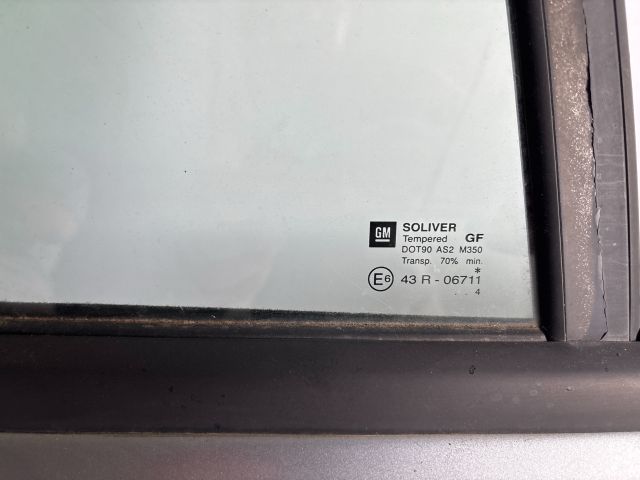 GM SOLIVER
Tempered GF
DOT90 AS2 M350
Transp. 70% min.
E6 43 R - 06711
*
. . 4